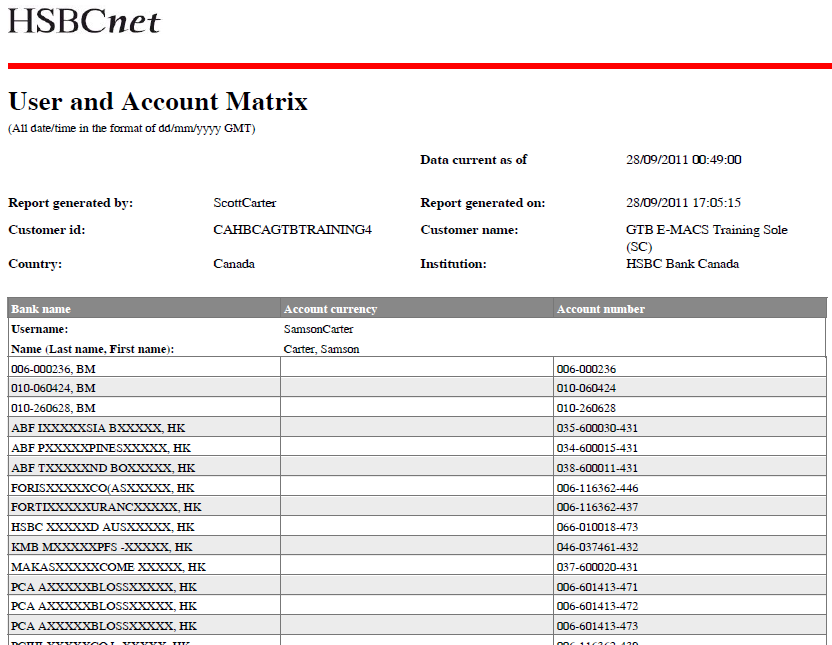 HSBCnet
User and Account Matrix
(All date/time in the format of dd/mm/yyyy GMT)
Data current as of 28/09/2011 00:49:00
Report generated by: ScottCarter Report generated on: 28/09/2011 17:05:15
Customer id: CAHBCAGTBTRAINING4 Customer name: GTB E-MACS Training Sole
(SC)
Country: Canada Institution: HSBC Bank Canada
Bank name Account currency Account number
Username: SamsonCarter
Name (Last name, First name): Carter, Samson
006-000236, BM 006-000236
010-060424, BM 010-060424
010-260628, BM 010-260628
ABF IXXXXXSIA BXXXXX, HK 035-600030-431
ABF PXXXXXPINESXXXXX, HK 034-600015-431
ABF TXXXXXND BOXXXXX, HK 038-600011-431
FORISXXXXXCO(ASXXXXX, HK 006-116362-446
FORTIXXXXXURANCXXXXX, HK 006-116362-437
HSBC XXXXXD AUSXXXXX, HK 066-010018-473
KMB MXXXXXPFS -XXXXX, HK 046-037461-432
MAKASXXXXXCOME XXXXX, HK 037-600020-431
PCA AXXXXXBLOSSXXXXX, HK 006-601413-471
PCA AXXXXXBLOSSXXXXX, HK 006-601413-472
PCA AXXXXXBLOSSXXXXX, HK 006-601413-473